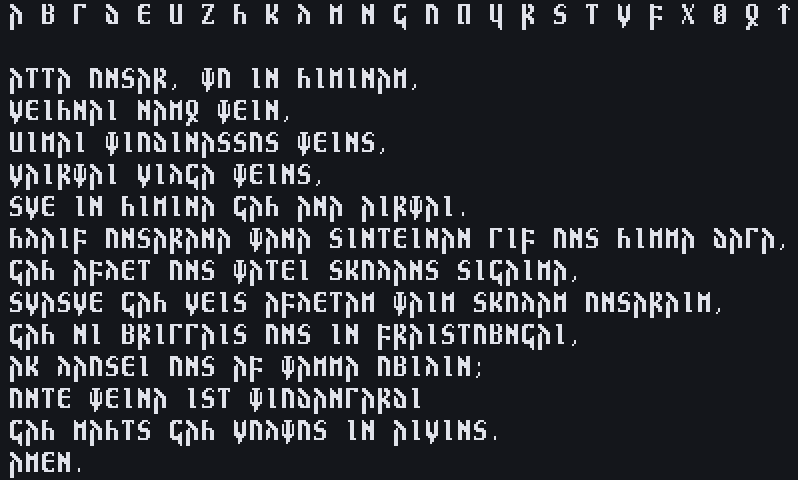 𐌰 𐌱 𐌲 𐌳 𐌴 𐌵 𐌶 𐌷 𐌺 𐌻 𐌼 𐌽 𐌾 𐌿 𐍀 𐍁 𐍂 𐍃 𐍄 𐍅 𐍆 𐍇 𐍈 𐍉 𐍊
𐌰𐍄𐍄𐌰 𐌿𐌽𐍃𐌰𐍂, 𐌸𐌿 𐌹𐌽 𐌷𐌹𐌼𐌹𐌽𐌰𐌼,
𐍅𐌴𐌹𐌷𐌽𐌰𐌹 𐌽𐌰𐌼𐍉 𐌸𐌴𐌹𐌽,
𐌵𐌹𐌼𐌰𐌹 𐌸𐌹𐌿𐌳𐌹𐌽𐌰𐍃𐍃𐌿𐍃 𐌸𐌴𐌹𐌽𐍃,
𐍅𐌰𐌹𐍂𐌸𐌰𐌹 𐍅𐌹𐌻𐌾𐌰 𐌸𐌴𐌹𐌽𐍃,
𐍃𐍅𐌴 𐌹𐌽 𐌷𐌹𐌼𐌹𐌽𐌰 𐌾𐌰𐌷 𐌰𐌽𐌰 𐌰𐌹𐍂𐌸𐌰𐌹.
𐌷𐌻𐌰𐌹𐍆 𐌿𐌽𐍃𐌰𐍂𐌰𐌽𐌰 𐌸𐌰𐌽𐌰 𐍃𐌹𐌽𐍄𐌴𐌹𐌽𐌰𐌽 𐌲𐌹𐍆 𐌿𐌽𐍃 𐌷𐌹𐌼𐌼𐌰 𐌳𐌰𐌲𐌰,
𐌾𐌰𐌷 𐌰𐍆𐌻𐌴𐍄 𐌿𐌽𐍃 𐌸𐌰𐍄𐌴𐌹 𐍃𐌺𐌿𐌻𐌰𐌽𐍃 𐍃𐌹𐌾𐌰𐌹𐌼𐌰,
𐍃𐍅𐌰𐍃𐍅𐌴 𐌾𐌰𐌷 𐍅𐌴𐌹𐍃 𐌰𐍆𐌻𐌴𐍄𐌰𐌼 𐌸𐌰𐌹𐌼 𐍃𐌺𐌿𐌻𐌰𐌼 𐌿𐌽𐍃𐌰𐍂𐌰𐌹𐌼,
𐌾𐌰𐌷 𐌽𐌹 𐌱𐍂𐌹𐌲𐌲𐌰𐌹𐍃 𐌿𐌽𐍃 𐌹𐌽 𐍆𐍂𐌰𐌹𐍃𐍄𐌿𐌱𐌽𐌾𐌰𐌹,
𐌰𐌺 𐌻𐌰𐌿𐍃𐌴𐌹 𐌿𐌽𐍃 𐌰𐍆 𐌸𐌰𐌼𐌼𐌰 𐌿𐌱𐌹𐌻𐌹𐌽;
𐌿𐌽𐍄𐌴 𐌸𐌴𐌹𐌽𐌰 𐌹𐍃𐍄 𐌸𐌹𐌿𐌳𐌰𐌽𐌲𐌰𐍂𐌳𐌹
𐌾𐌰𐌷 𐌼𐌰𐌷𐍄𐍃 𐌾𐌰𐌷 𐍅𐌿𐌻𐌸𐌿𐍃 𐌹𐌽 𐌰𐌹𐍅𐌹𐌽𐍃.
𐌰𐌼𐌴𐌽.